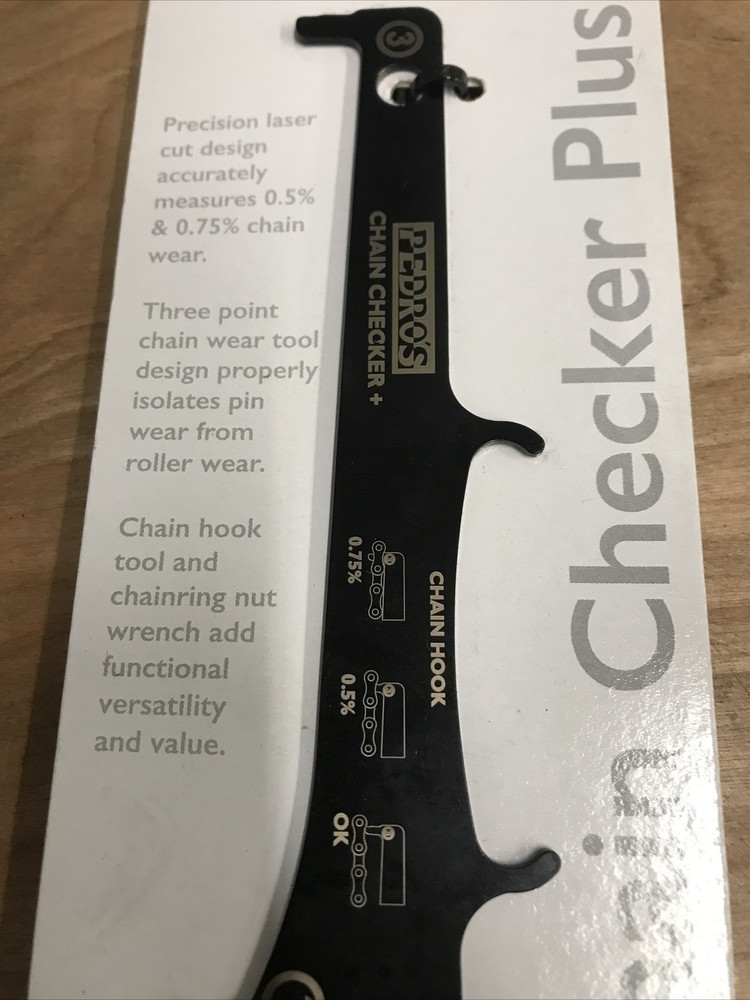 Precision laser
cut design
accurately
measures 0.5%
& 0.75% chain
wear.
Three point
chain wear tool
design properly
isolates pin
wear from
roller wear.
Chain hook
tool and
chainring nut
wrench add
functional
versatility
and value.
3
PEDRO'S
CHAIN CHECKER +
CHAIN HOOK
0.75%
0.5%
OK
Checker Plus